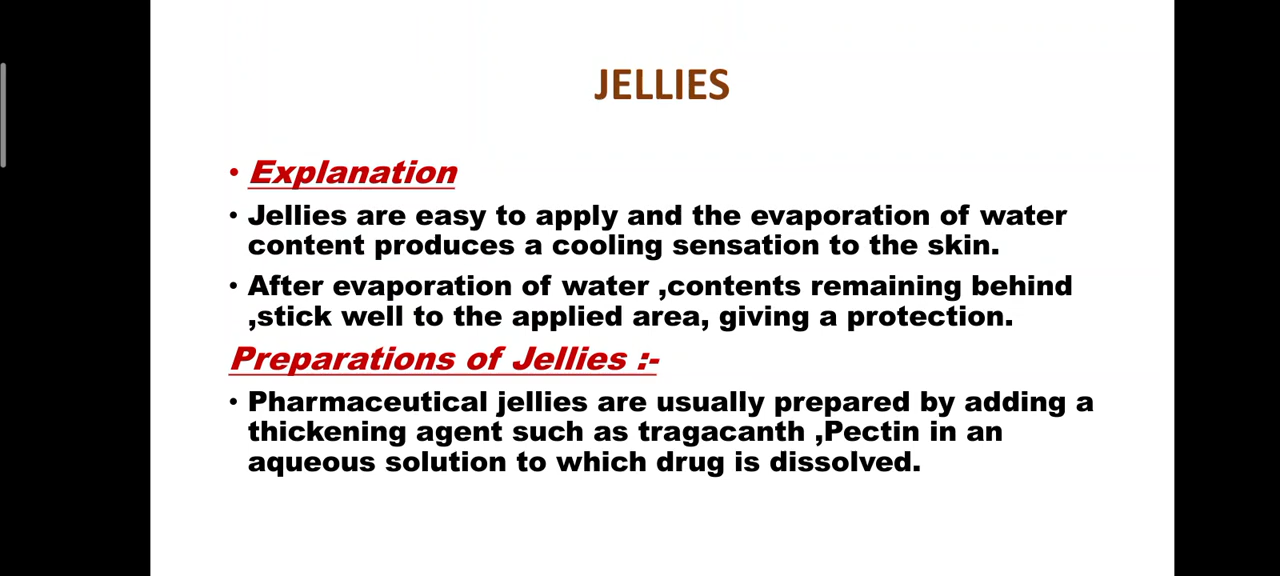 JELLIES
• Explanation
• Jellies are easy to apply and the evaporation of water
content produces a cooling sensation to the skin.
• After evaporation of water ,contents remaining behind
,stick well to the applied area, giving a protection.
Preparations of Jellies :-
• Pharmaceutical jellies are usually prepared by adding a
thickening agent such as tragacanth ,Pectin in an
aqueous solution to which drug is dissolved.